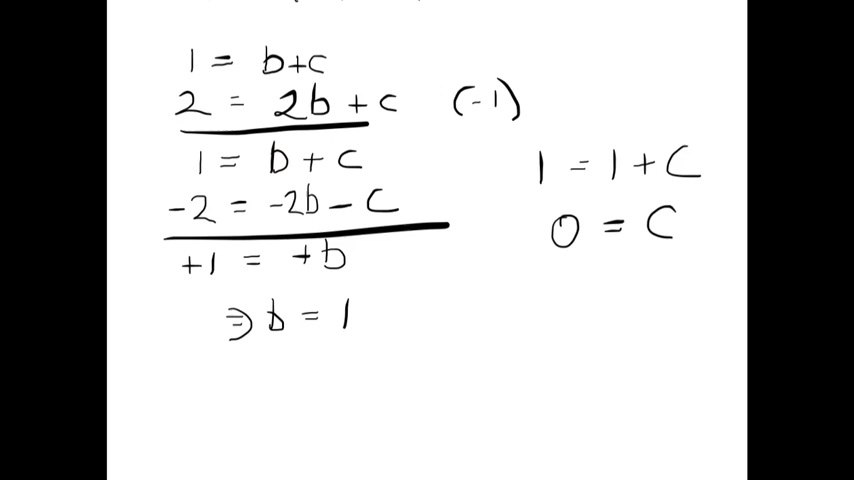 1 = b+c
2 = 2b + c (-1)
1 = b + c
-2 = -2b - c
+1 = +b
⇒ b = 1
1 = 1 + C
0 = C